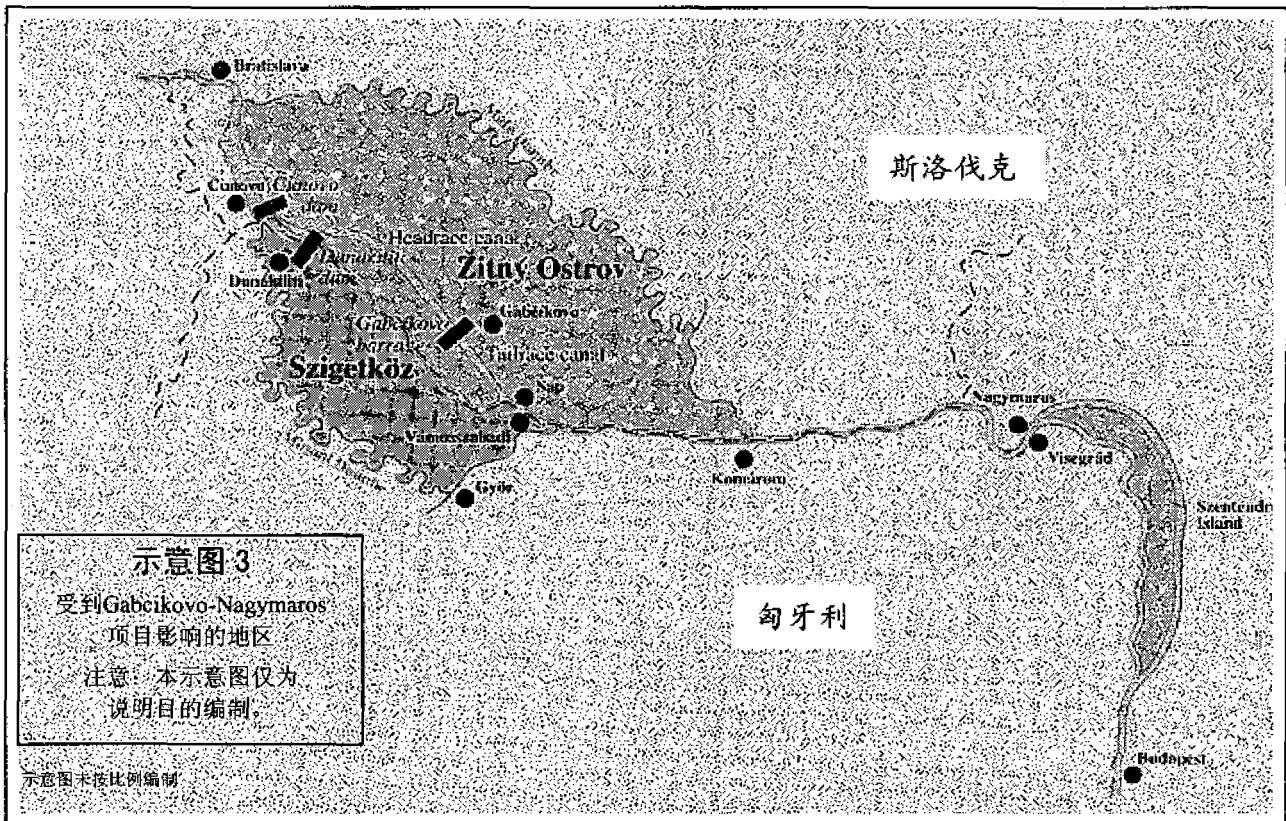 Bratislava
斯洛伐克
Cunovo
Cunovo
dam
Headrace canal
Zitny Ostrov
Dunakiliti
dam
Gabcikovo
Gabcikovo
barrage
Tailrace canal
Szigetköz
Nap
Nagymaros
Vámosszabadi
Visegrád
Komárom
Győr
Szentendre
Island
示意图 3
受到Gabcikovo-Nagymaros
项目影响的地区
注意：本示意图仅为
说明目的编制。
匈牙利
Budapest
示意图未按比例编制